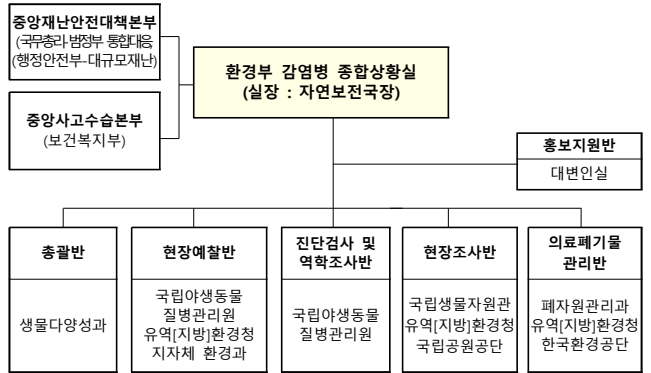 중앙재난안전대책본부
(국무총리-범정부 통합대응,
(행정안전부-대규모재난)
환경부 감염병 종합상황실
(실장 : 자연보전국장)
중앙사고수습본부
(보건복지부)
홍보지원반
대변인실
총괄반
생물다양성과
현장예찰반
국립야생동물
질병관리원
유역[지방]환경청
지자체 환경과
진단검사 및
역학조사반
국립야생동물
질병관리원
현장조사반
국립생물자원관
유역[지방]환경청
국립공원공단
의료폐기물
관리반
폐자원관리과
유역[지방]환경청
한국환경공단